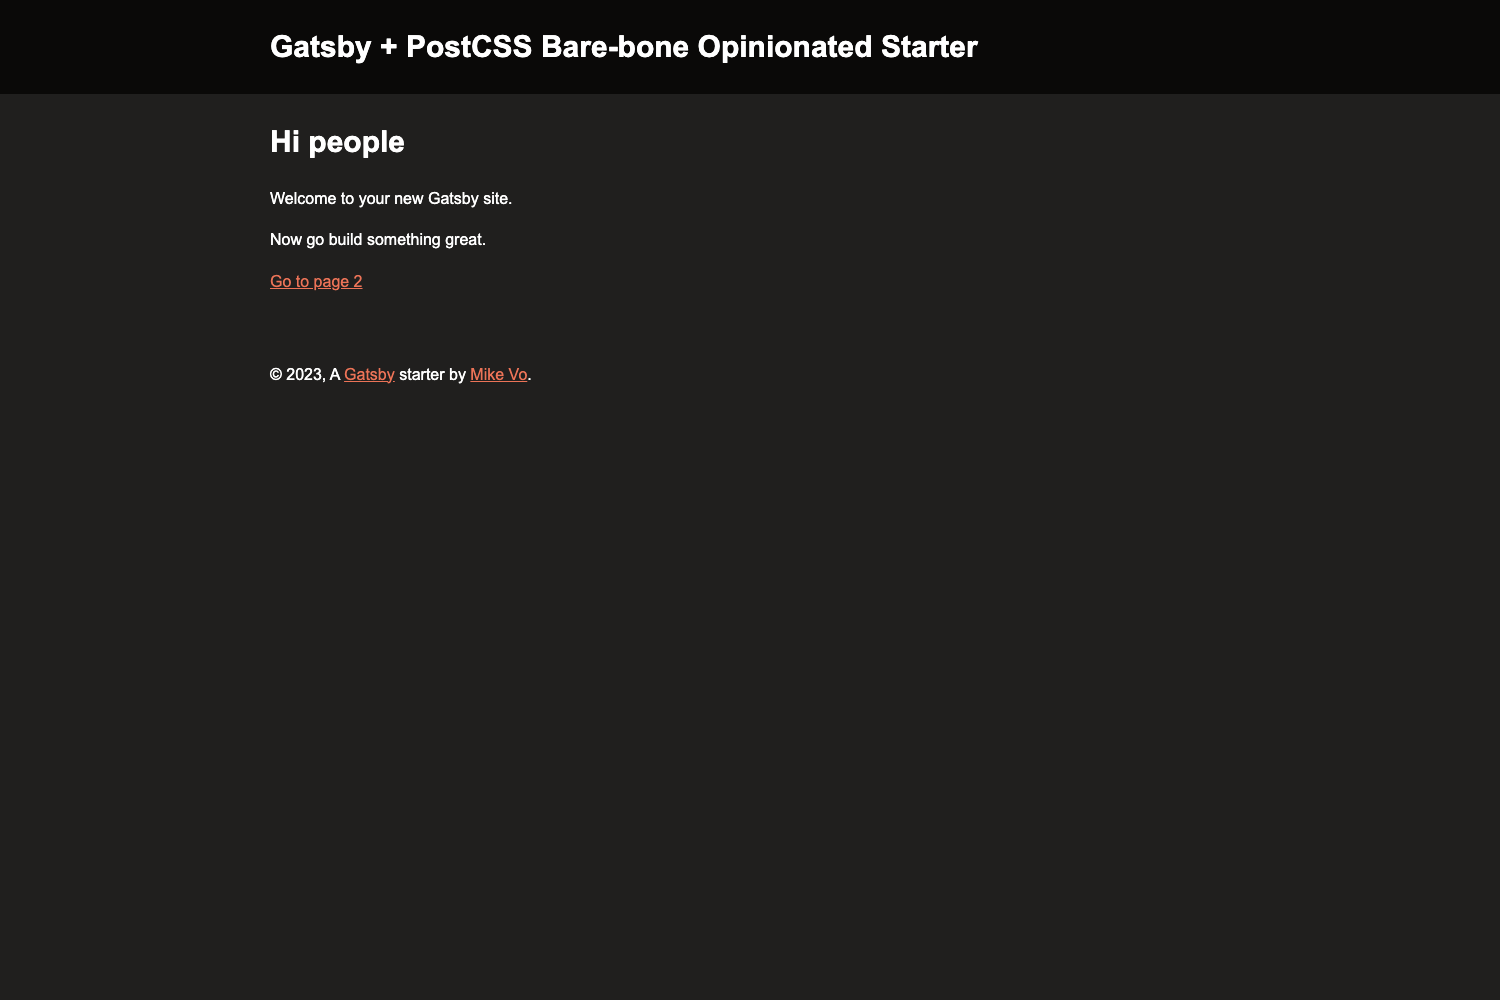 Gatsby + PostCSS Bare-bone Opinionated Starter
Hi people
Welcome to your new Gatsby site.
Now go build something great.
Go to page 2
© 2023, A Gatsby starter by Mike Vo.